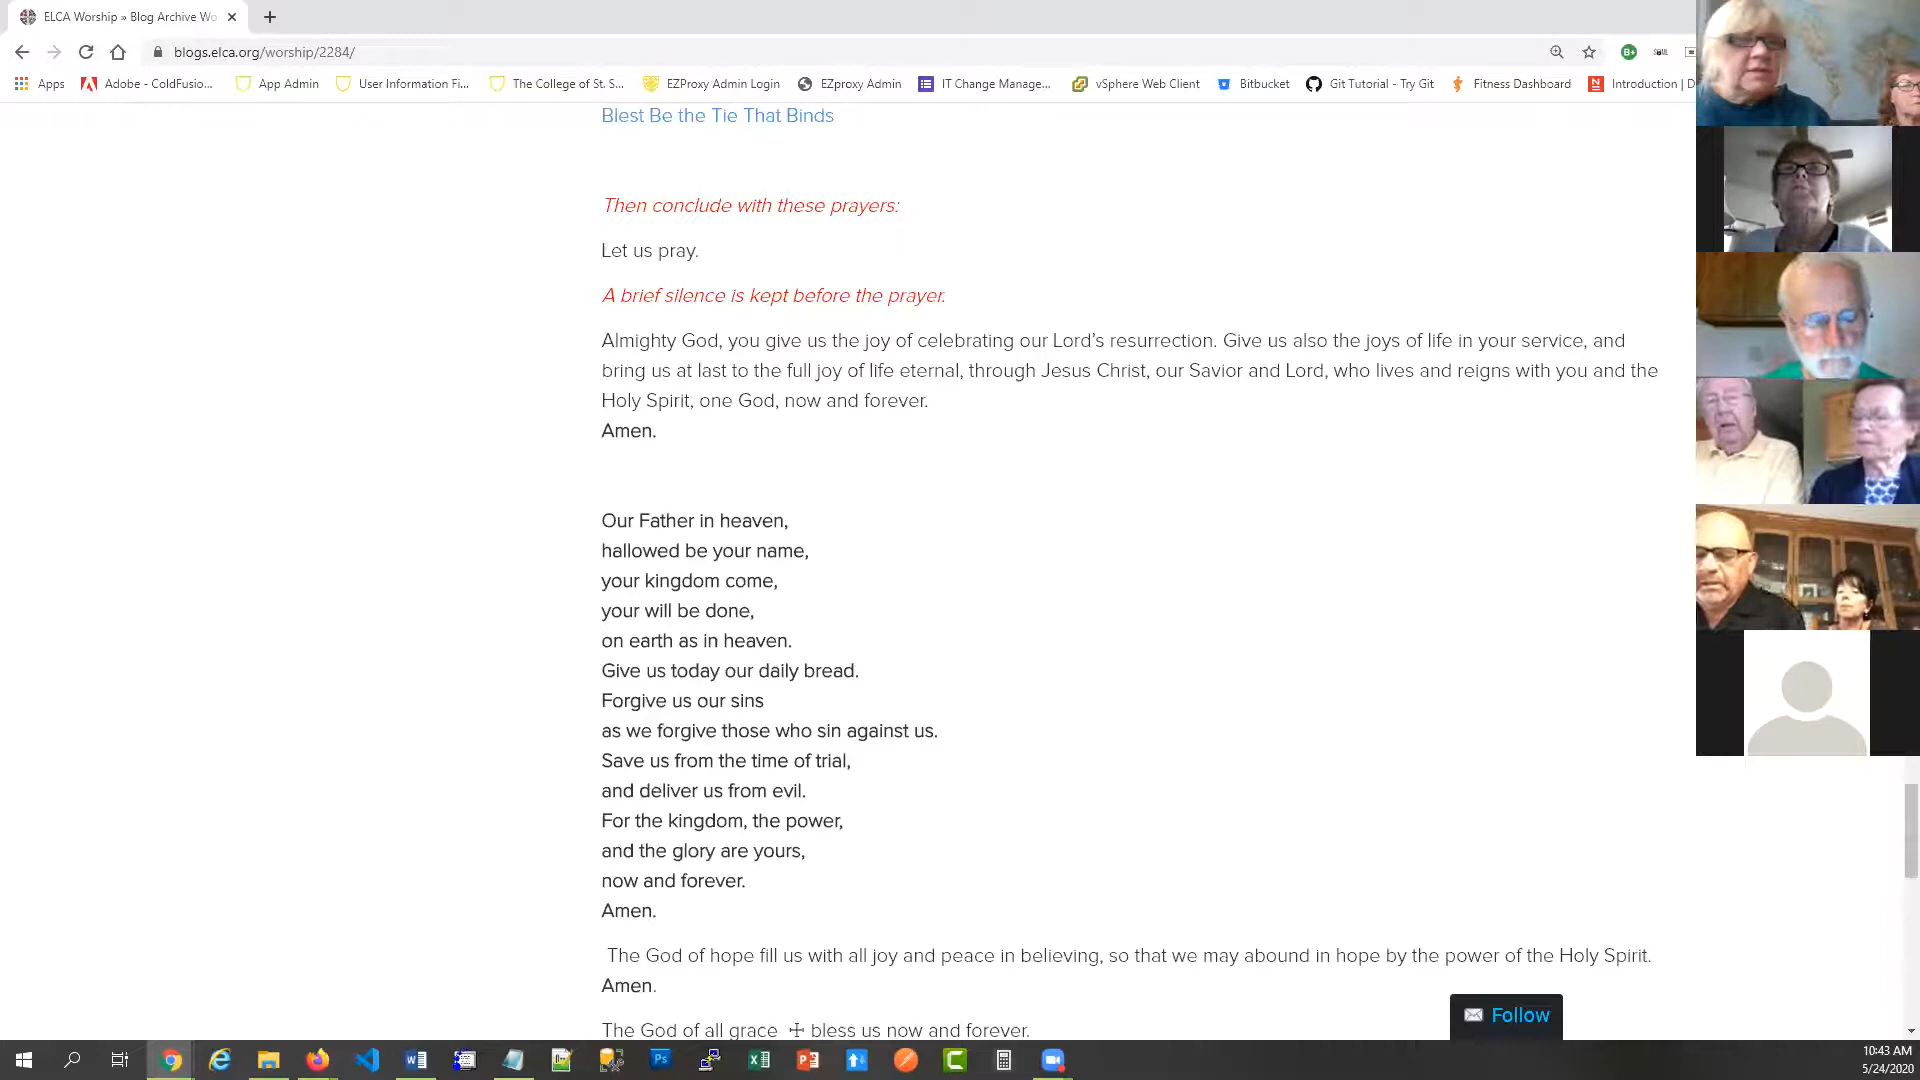 ELCA Worship » Blog Archive Wo
blogs.elca.org/worship/2284/
Apps
Adobe - ColdFusio...
App Admin
User Information Fi...
The College of St. S...
EZProxy Admin Login
EZproxy Admin
IT Change Manage...
vSphere Web Client
Bitbucket
Git Tutorial - Try Git
Fitness Dashboard
Introduction | D
Blest Be the Tie That Binds
Then conclude with these prayers:
Let us pray.
A brief silence is kept before the prayer.
Almighty God, you give us the joy of celebrating our Lord’s resurrection. Give us also the joys of life in your service, and
bring us at last to the full joy of life eternal, through Jesus Christ, our Savior and Lord, who lives and reigns with you and the
Holy Spirit, one God, now and forever.
Amen.
Our Father in heaven,
hallowed be your name,
your kingdom come,
your will be done,
on earth as in heaven.
Give us today our daily bread.
Forgive us our sins
as we forgive those who sin against us.
Save us from the time of trial,
and deliver us from evil.
For the kingdom, the power,
and the glory are yours,
now and forever.
Amen.
The God of hope fill us with all joy and peace in believing, so that we may abound in hope by the power of the Holy Spirit.
Amen.
The God of all grace ☩ bless us now and forever.
Follow
10:43 AM
5/24/2020